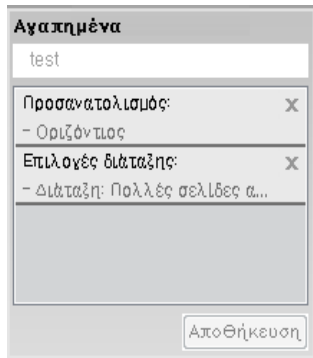 Αγαπημένα
test
Προσανατολισμός: X
- Οριζόντιος
Επιλογές διάταξης: X
- Διάταξη: Πολλές σελίδες α...
Αποθήκευση